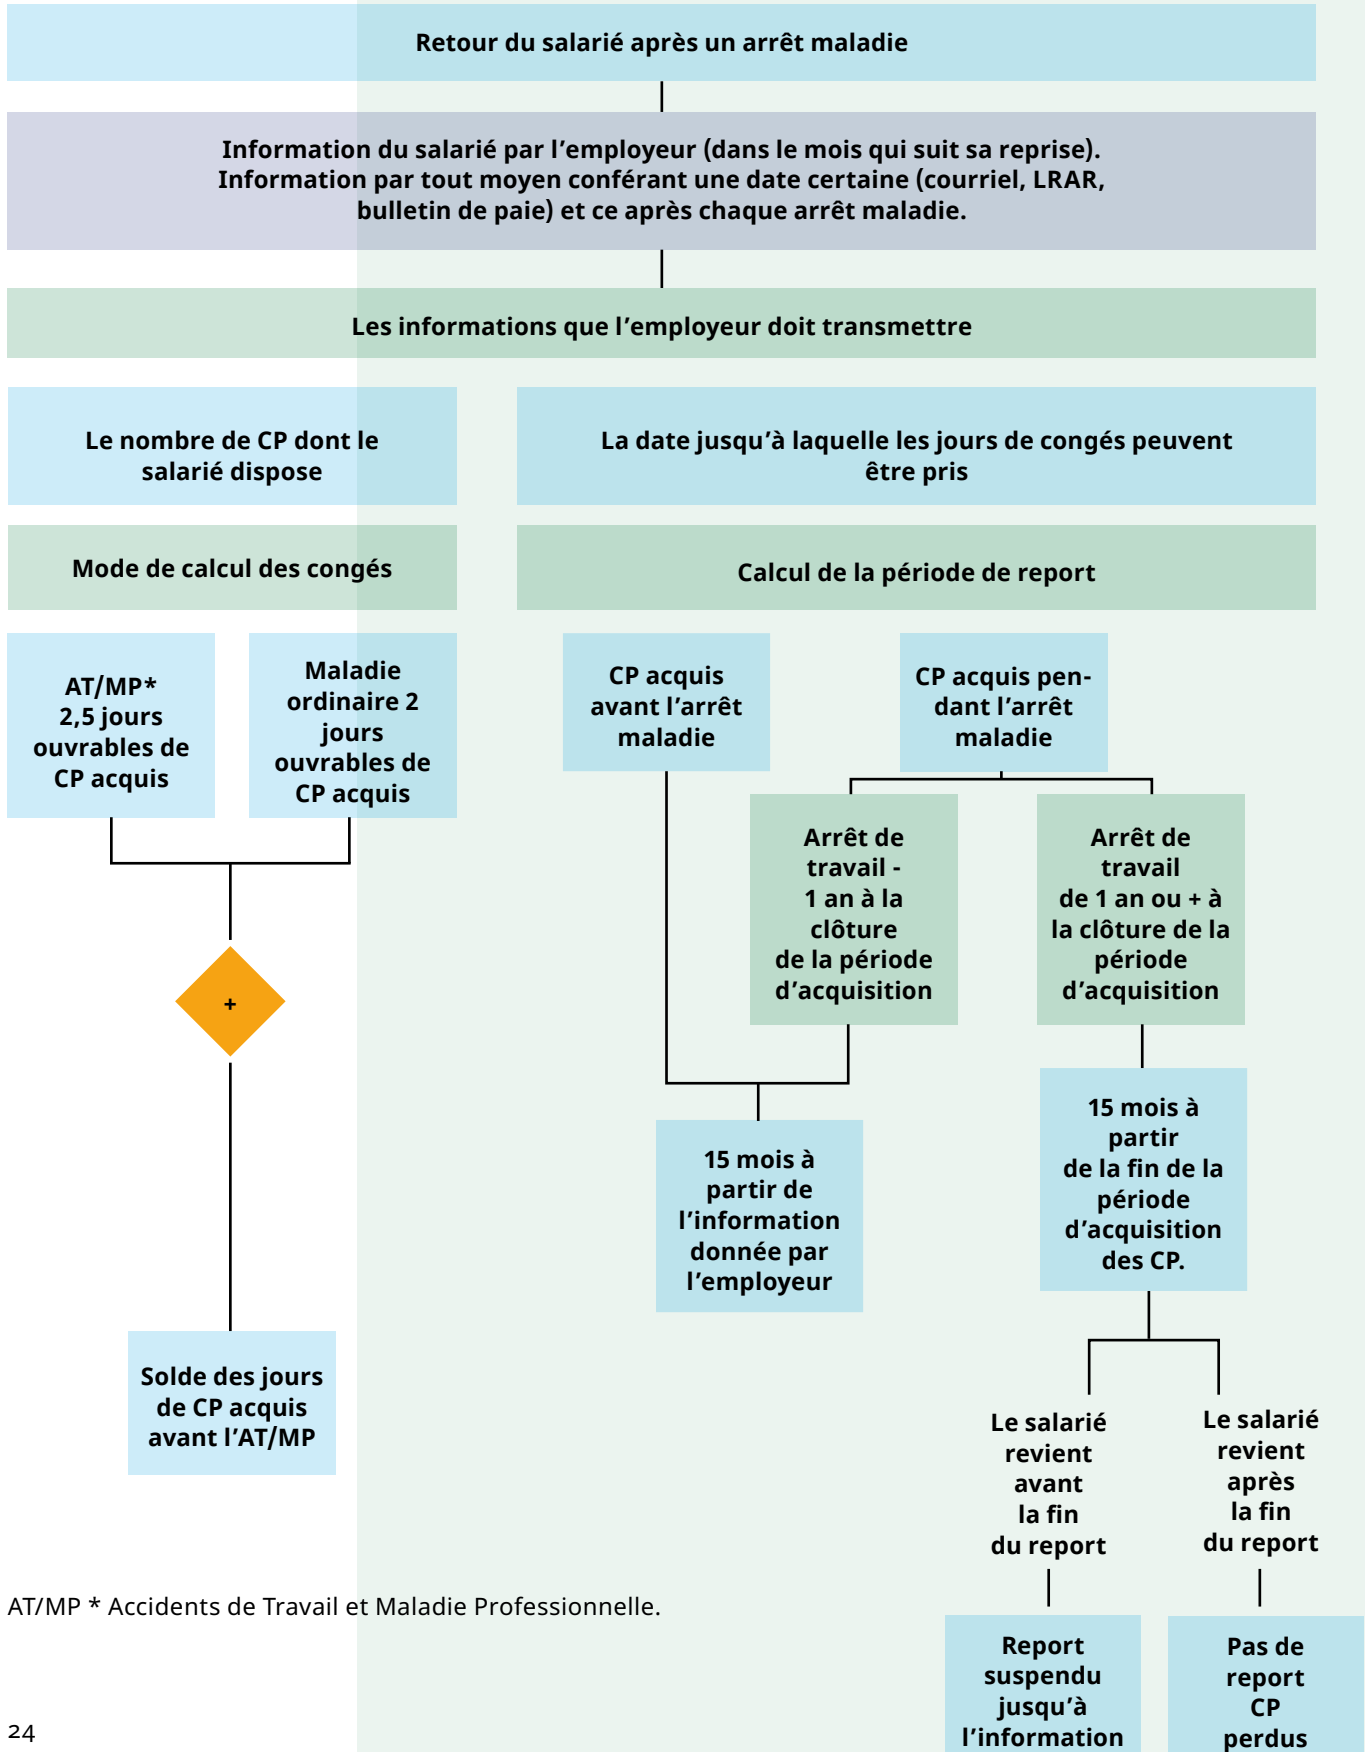 Retour du salarié après un arrêt maladie
Information du salarié par l’employeur (dans le mois qui suit sa reprise).
Information par tout moyen conférant une date certaine (courriel, LRAR,
bulletin de paie) et ce après chaque arrêt maladie.
Les informations que l’employeur doit transmettre
Le nombre de CP dont le
salarié dispose
La date jusqu’à laquelle les jours de congés peuvent
être pris
Mode de calcul des congés
Calcul de la période de report
AT/MP*
2,5 jours
ouvrables de
CP acquis
Maladie
ordinaire 2
jours
ouvrables de
CP acquis
CP acquis
avant l’arrêt
maladie
CP acquis pen-
dant l’arrêt
maladie
Arrêt de
travail -
1 an à la
clôture
de la période
d’acquisition
Arrêt de
travail
de 1 an ou + à
la clôture de la
période
d’acquisition
+
15 mois à
partir de
l’information
donnée par
l’employeur
15 mois à
partir
de la fin de la
période
d’acquisition
des CP.
Solde des jours
de CP acquis
avant l’AT/MP
Le salarié
revient
avant
la fin
du report
Le salarié
revient
après
la fin
du report
Report
suspendu
jusqu’à
l’information
Pas de
report
CP
perdus
AT/MP * Accidents de Travail et Maladie Professionnelle.
24